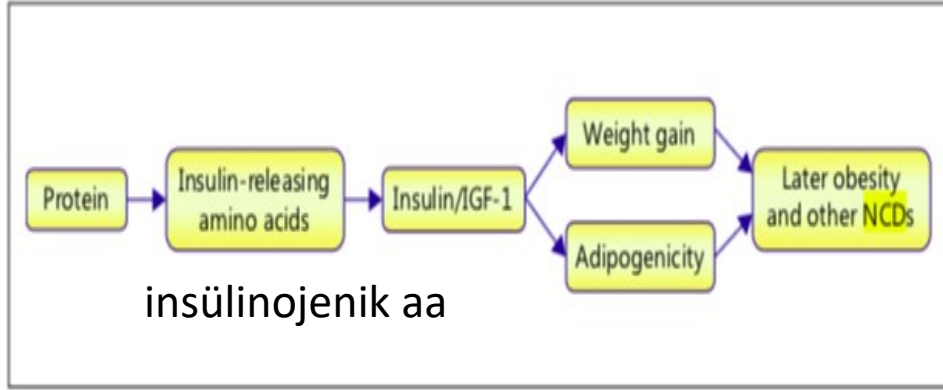 Protein
Insulin-releasing
amino acids
Insulin/IGF-1
Weight gain
Adipogenicity
Later obesity
and other NCDs
insülinojenik aa